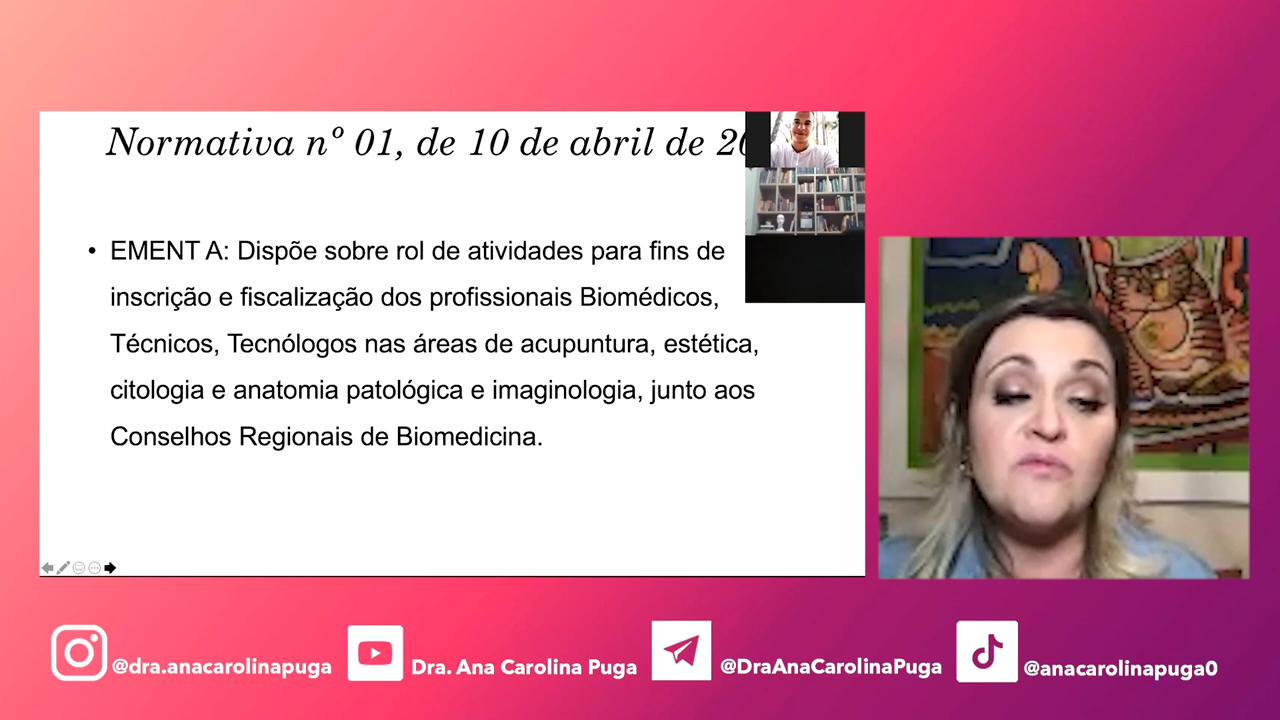 Normativa nº 01, de 10 de abril de
• EMENT A: Dispõe sobre rol de atividades para fins de
inscrição e fiscalização dos profissionais Biomédicos,
Técnicos, Tecnólogos nas áreas de acupuntura, estética,
citologia e anatomia patológica e imaginologia, junto aos
Conselhos Regionais de Biomedicina.
@dra.anacarolinapuga
Dra. Ana Carolina Puga
@DraAnaCarolinaPuga
@anacarolinapuga0